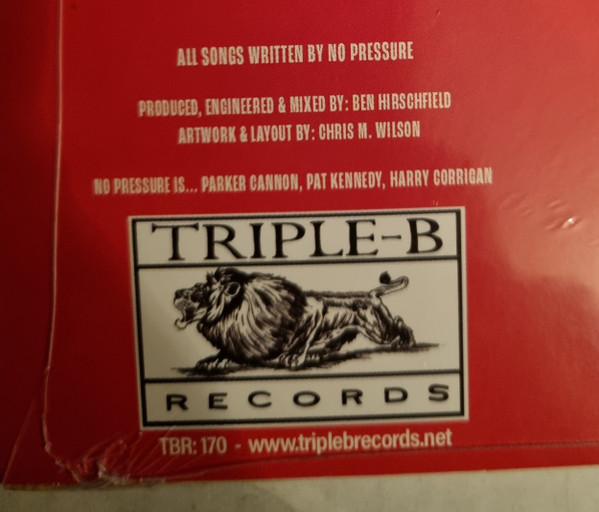 ALL SONGS WRITTEN BY NO PRESSURE
PRODUCED, ENGINEERED & MIXED BY: BEN HIRSCHFIELD
ARTWORK & LAYOUT BY: CHRIS M. WILSON
NO PRESSURE IS... PARKER CANNON, PAT KENNEDY, HARRY CORRIGAN
TRIPLE-B
RECORDS
TBR: 170 - www.triplebrecords.net